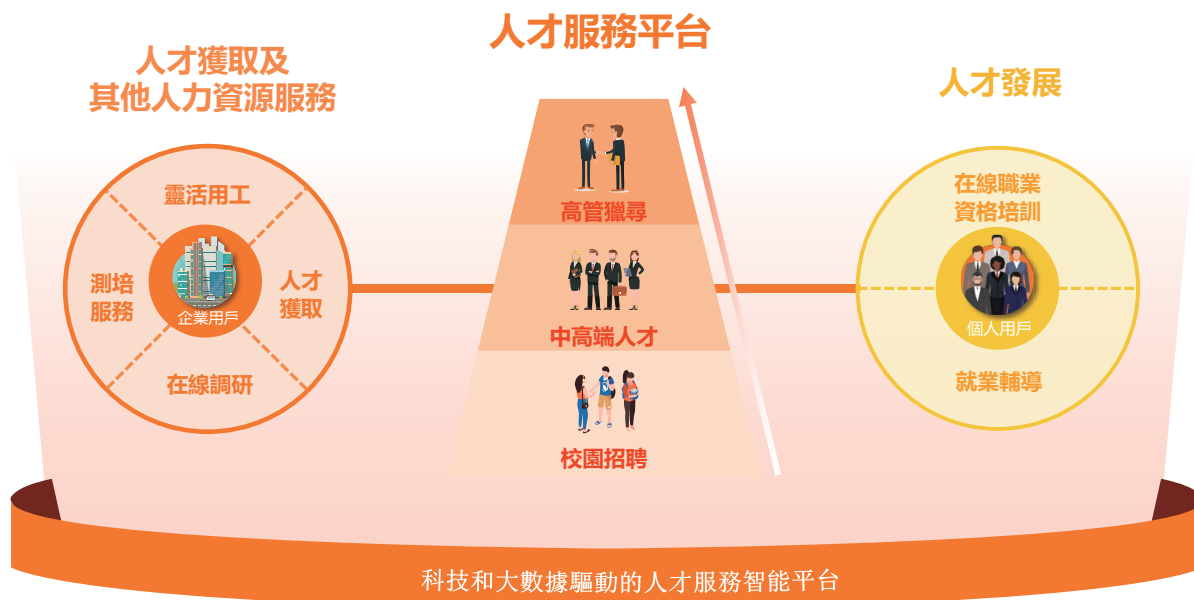 人才服務平台
人才獲取及
其他人力資源服務
靈活用工
測培
服務
企業用戶
人才
獲取
在線調研
高管獵尋
中高端人才
校園招聘
人才發展
在線職業
資格培訓
個人用戶
就業輔導
科技和大數據驅動的人才服務智能平台